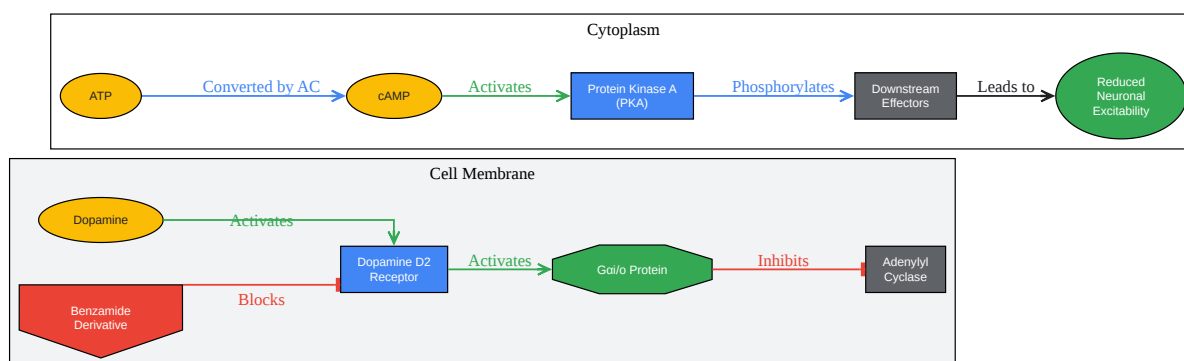 Cytoplasm
ATP
Converted by AC
cAMP
Activates
Protein Kinase A
(PKA)
Phosphorylates
Downstream
Effectors
Leads to
Reduced
Neuronal
Excitability
Cell Membrane
Dopamine
Activates
Dopamine D2
Receptor
Activates
Gαi/o Protein
Inhibits
Adenylyl
Cyclase
Blocks
Benzamide
Derivative